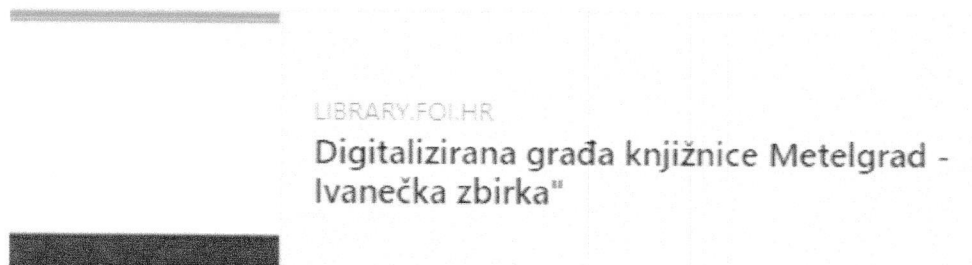 LIBRARY.FOI.HR
Digitalizirana građa knjižnice Metelgrad -
Ivanečka zbirka"